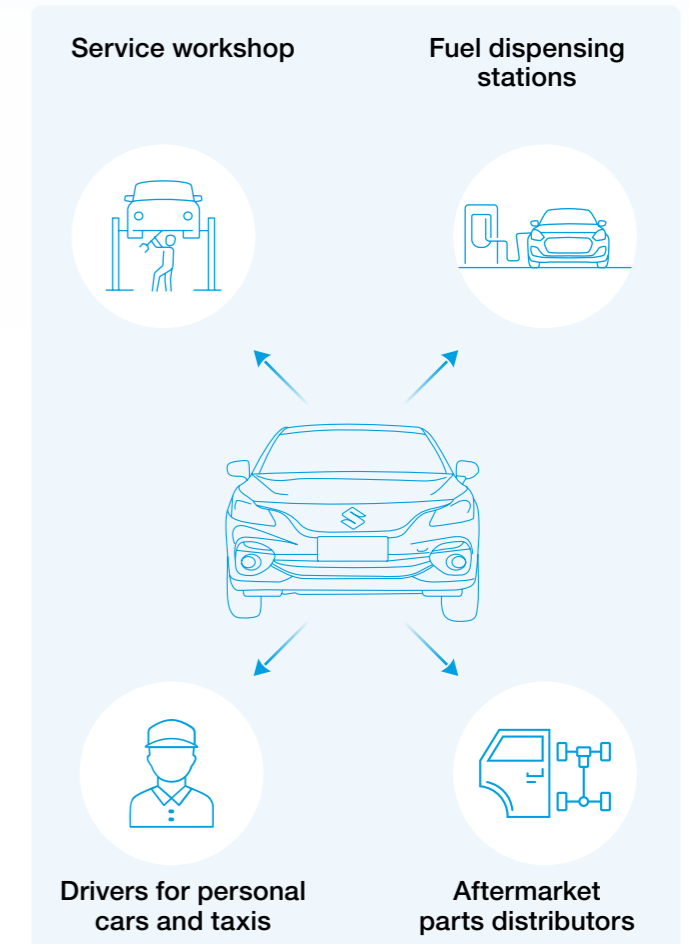 Service workshop
Fuel dispensing
stations
Drivers for personal
cars and taxis
Aftermarket
parts distributors